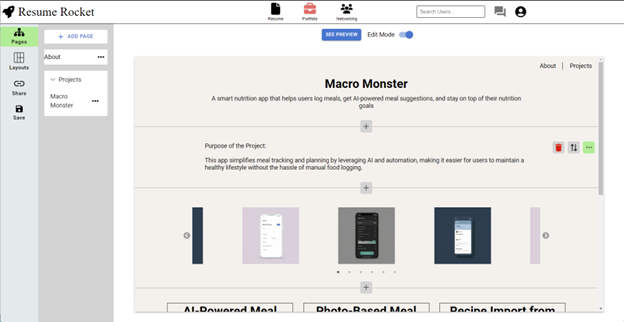 Resume Rocket
Resume
Portfolio
Networking
Search Users...
Pages
Layouts
Share
Save
+ ADD PAGE
About
Projects
Macro
Monster
SEE PREVIEW
Edit Mode
About
Projects
Macro Monster
A smart nutrition app that helps users log meals, get AI-powered meal suggestions, and stay on top of their nutrition
goals
Purpose of the Project:
This app simplifies meal tracking and planning by leveraging AI and automation, making it easier for users to maintain a
healthy lifestyle without the hassle of manual food logging.
AI-Powered Meal
Photo-Based Meal
Recipe Import from